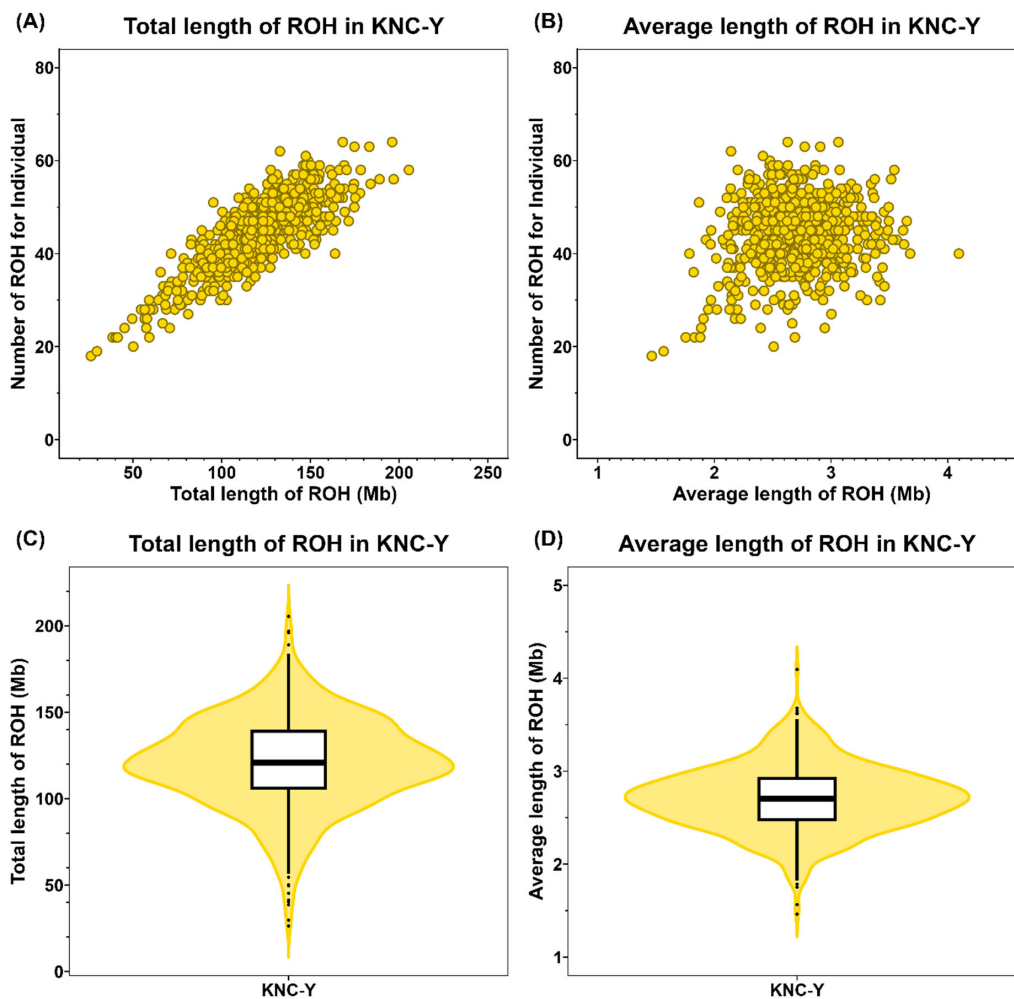 (A) Total length of ROH in KNC-Y
Number of ROH for Individual
80
60
40
20
0
50 100 150 200 250
Total length of ROH (Mb)
(B) Average length of ROH in KNC-Y
Number of ROH for Individual
80
60
40
20
0
1 2 3 4
Average length of ROH (Mb)
(C) Total length of ROH in KNC-Y
Total length of ROH (Mb)
200
150
100
50
0
KNC-Y
(D) Average length of ROH in KNC-Y
Average length of ROH (Mb)
5
4
3
2
1
KNC-Y